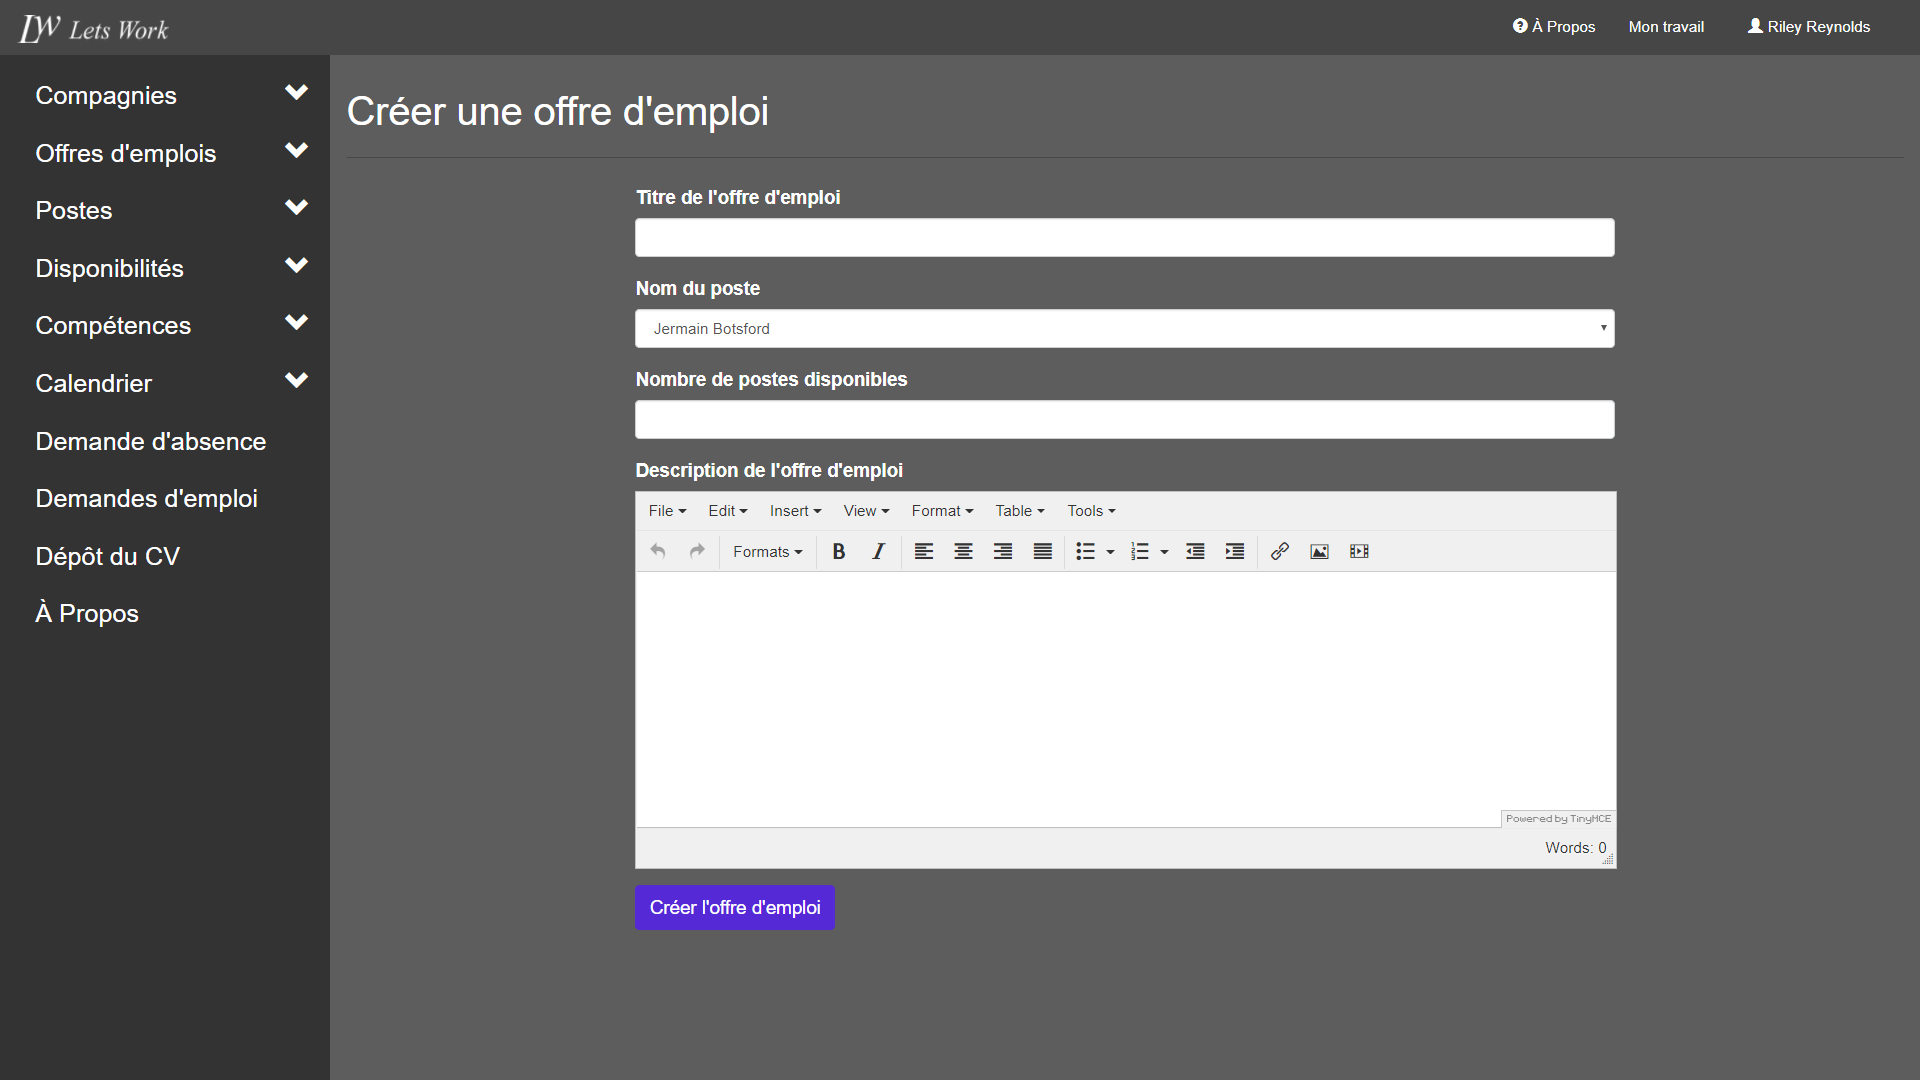 LW Lets Work
À Propos
Mon travail
Riley Reynolds
Compagnies
Offres d'emplois
Postes
Disponibilités
Compétences
Calendrier
Demande d'absence
Demandes d'emploi
Dépôt du CV
À Propos
Créer une offre d'emploi
Titre de l'offre d'emploi
Nom du poste
Jermain Botsford
Nombre de postes disponibles
Description de l'offre d'emploi
File Edit Insert View Format Table Tools
Formats B I
Powered by TinyMCE
Words: 0
Créer l'offre d'emploi